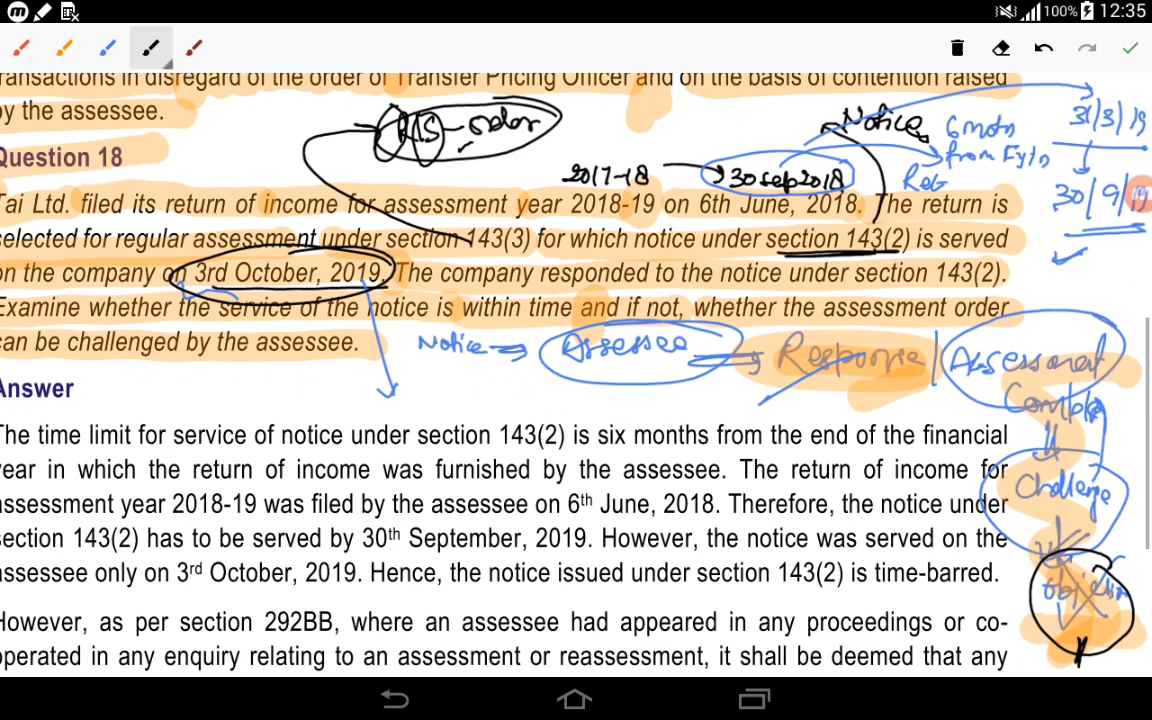 100% 12:35
ransactions in disregard of the order of Transfer Pricing Officer and on the basis of contention raised
by the assessee.
Notice 6 mnth 31/3/19
Question 18
2017-18 30 sep 2018 from
30/9/19
Tai Ltd. filed its return of income for assessment year 2018-19 on 6th June, 2018. The return is
selected for regular assessment under section 143(3) for which notice under section 143(2) is served
on the company on 3rd October, 2019. The company responded to the notice under section 143(2).
Examine whether the service of the notice is within time and if not, whether the assessment order
can be challenged by the assessee.
Notice Assessee Response Assessment
Answer
The time limit for service of notice under section 143(2) is six months from the end of the financial
year in which the return of income was furnished by the assessee. The return of income for
Challenge
assessment year 2018-19 was filed by the assessee on 6th June, 2018. Therefore, the notice under
section 143(2) has to be served by 30th September, 2019. However, the notice was served on the
assessee only on 3rd October, 2019. Hence, the notice issued under section 143(2) is time-barred.
However, as per section 292BB, where an assessee had appeared in any proceedings or co-
operated in any enquiry relating to an assessment or reassessment, it shall be deemed that any